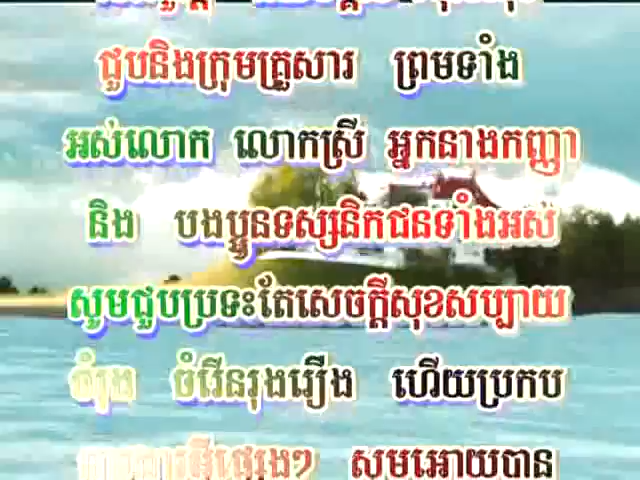 ជួបនិងក្រុមគ្រួសារ ព្រមទាំង
អស់លោក លោកស្រី អ្នកនាងកញ្ញា
និង បងប្អូនទស្សនិកជនទាំងអស់
សូមជួបប្រទះតែសេចក្តីសុខសប្បាយ
ចំរុង ចំរើនរុងរឿង ហើយប្រកប
សូមអោយបាន